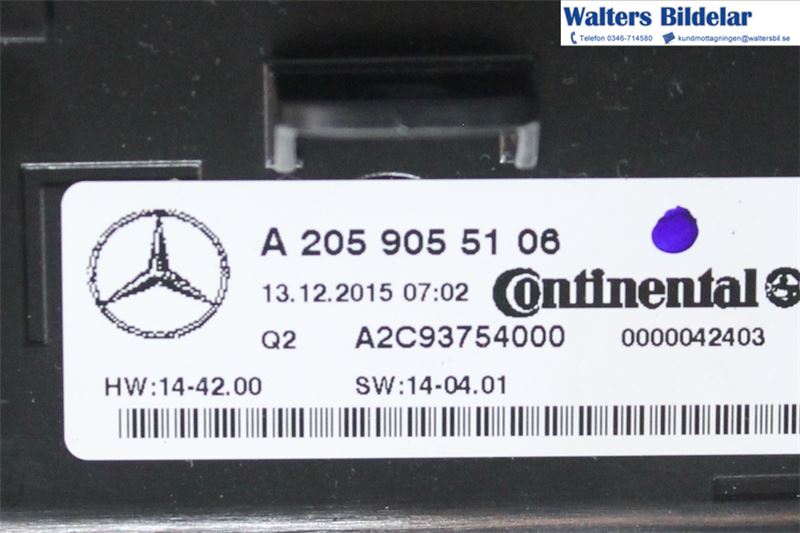 Walters Bildelar
Telefon 0346-714580 kundmottagningen@waltersbil.se
A 205 905 51 06
13.12.2015 07:02 Continental
Q2 A2C93754000 0000042403
HW:14-42.00 SW:14-04.01